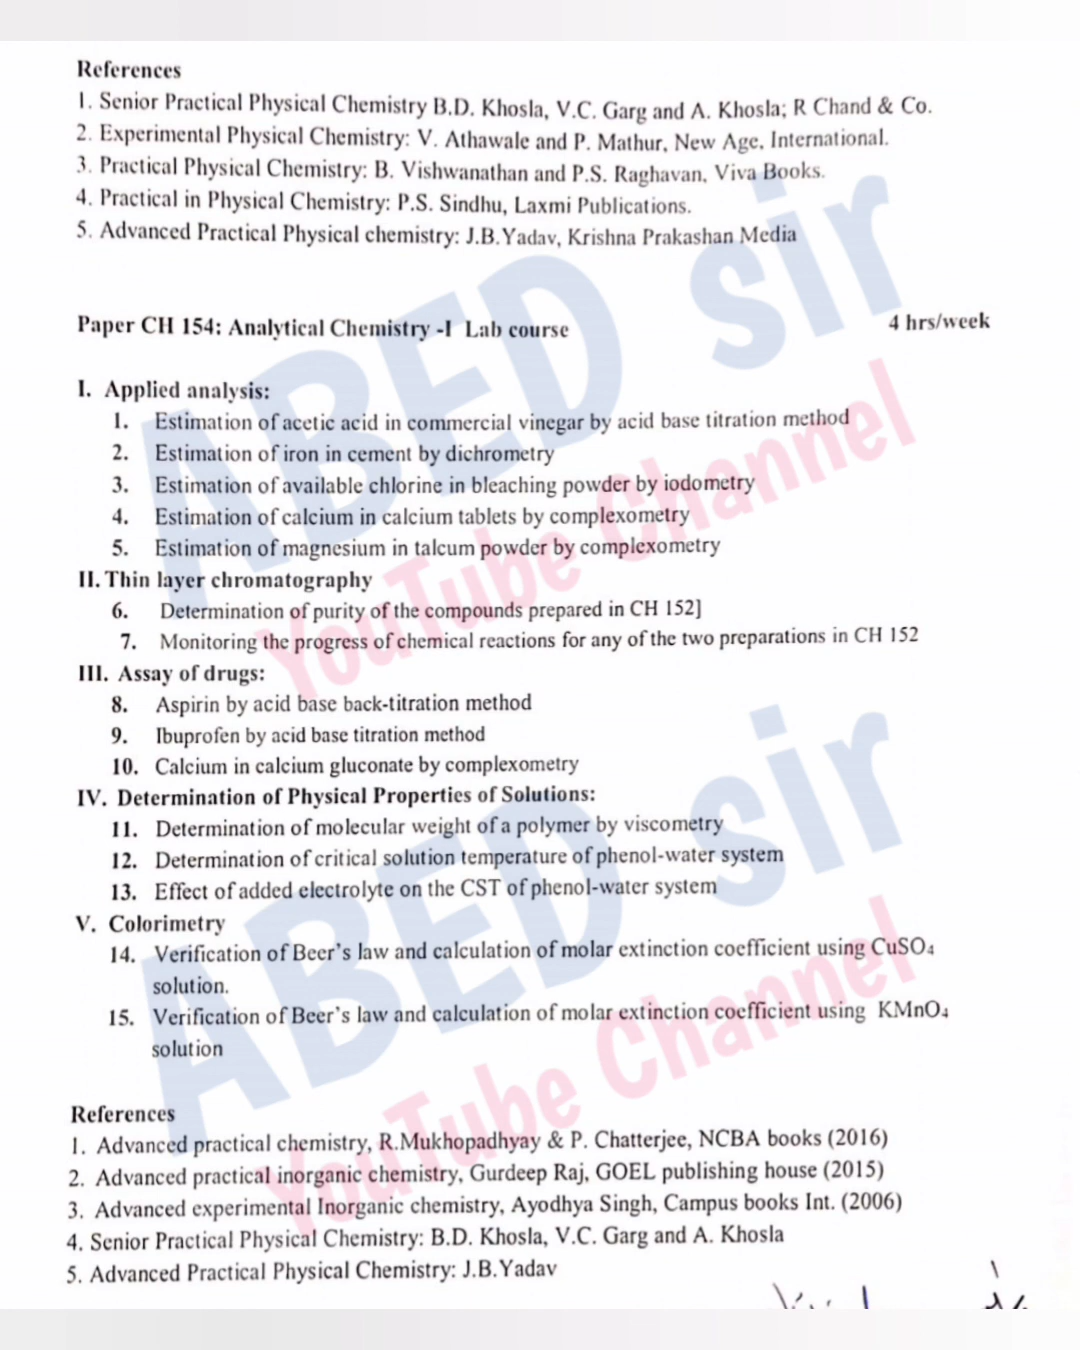 References
1. Senior Practical Physical Chemistry B.D. Khosla, V.C. Garg and A. Khosla; R Chand & Co.
2. Experimental Physical Chemistry: V. Athawale and P. Mathur, New Age, International.
3. Practical Physical Chemistry: B. Vishwanathan and P.S. Raghavan, Viva Books.
4. Practical in Physical Chemistry: P.S. Sindhu, Laxmi Publications.
5. Advanced Practical Physical chemistry: J.B.Yadav, Krishna Prakashan Media
Paper CH 154: Analytical Chemistry -I Lab course 4 hrs/week
I. Applied analysis:
1. Estimation of acetic acid in commercial vinegar by acid base titration method
2. Estimation of iron in cement by dichrometry
3. Estimation of available chlorine in bleaching powder by iodometry
4. Estimation of calcium in calcium tablets by complexometry
5. Estimation of magnesium in talcum powder by complexometry
II. Thin layer chromatography
6. Determination of purity of the compounds prepared in CH 152]
7. Monitoring the progress of chemical reactions for any of the two preparations in CH 152
III. Assay of drugs:
8. Aspirin by acid base back-titration method
9. Ibuprofen by acid base titration method
10. Calcium in calcium gluconate by complexometry
IV. Determination of Physical Properties of Solutions:
11. Determination of molecular weight of a polymer by viscometry
12. Determination of critical solution temperature of phenol-water system
13. Effect of added electrolyte on the CST of phenol-water system
V. Colorimetry
14. Verification of Beer's law and calculation of molar extinction coefficient using CuSO₄
solution.
15. Verification of Beer's law and calculation of molar extinction coefficient using KMnO₄
solution
References
1. Advanced practical chemistry, R.Mukhopadhyay & P. Chatterjee, NCBA books (2016)
2. Advanced practical inorganic chemistry, Gurdeep Raj, GOEL publishing house (2015)
3. Advanced experimental Inorganic chemistry, Ayodhya Singh, Campus books Int. (2006)
4. Senior Practical Physical Chemistry: B.D. Khosla, V.C. Garg and A. Khosla
5. Advanced Practical Physical Chemistry: J.B.Yadav
ABED sir
YouTube Channel
ABED sir
YouTube Channel